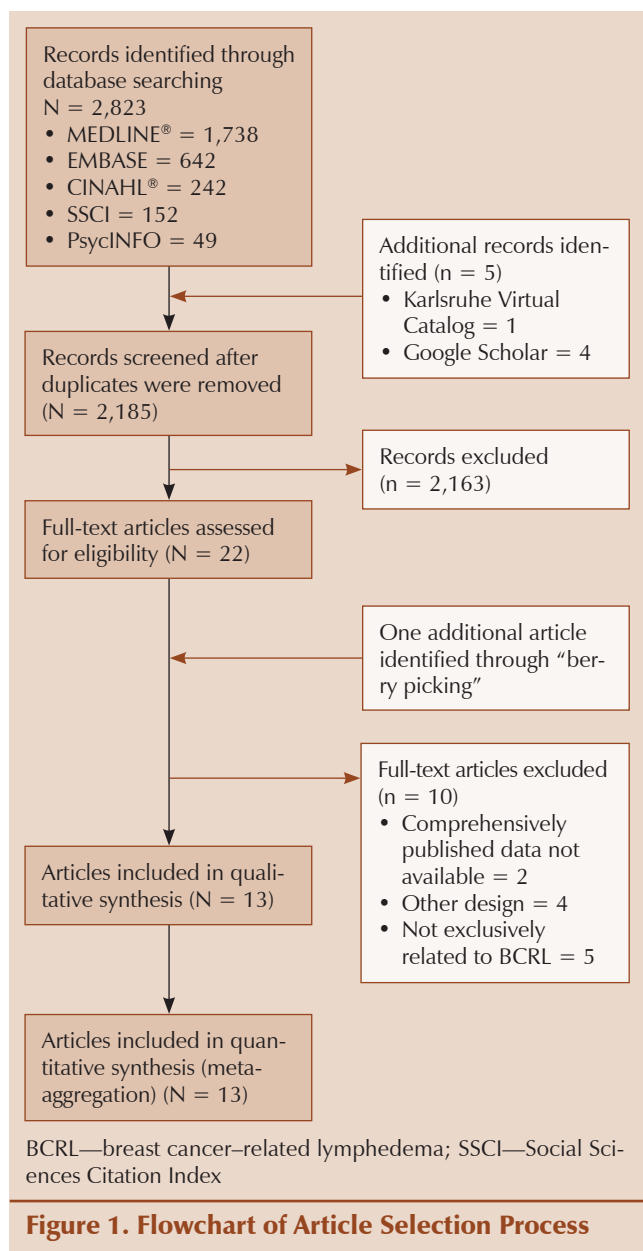 Records identified through
database searching
N = 2,823
• MEDLINE® = 1,738
• EMBASE = 642
• CINAHL® = 242
• SSCI = 152
• PsycINFO = 49
Additional records iden-
tified (n = 5)
• Karlsruhe Virtual
Catalog = 1
• Google Scholar = 4
Records screened after
duplicates were removed
(N = 2,185)
Records excluded
(n = 2,163)
Full-text articles assessed
for eligibility (N = 22)
One additional article
identified through “ber-
ry picking”
Full-text articles excluded
(n = 10)
• Comprehensively
published data not
available = 2
• Other design = 4
• Not exclusively
related to BCRL = 5
Articles included in quali-
tative synthesis (N = 13)
Articles included in quan-
titative synthesis (meta-
aggregation) (N = 13)
BCRL—breast cancer–related lymphedema; SSCI—Social Sci-
ences Citation Index
Figure 1. Flowchart of Article Selection Process